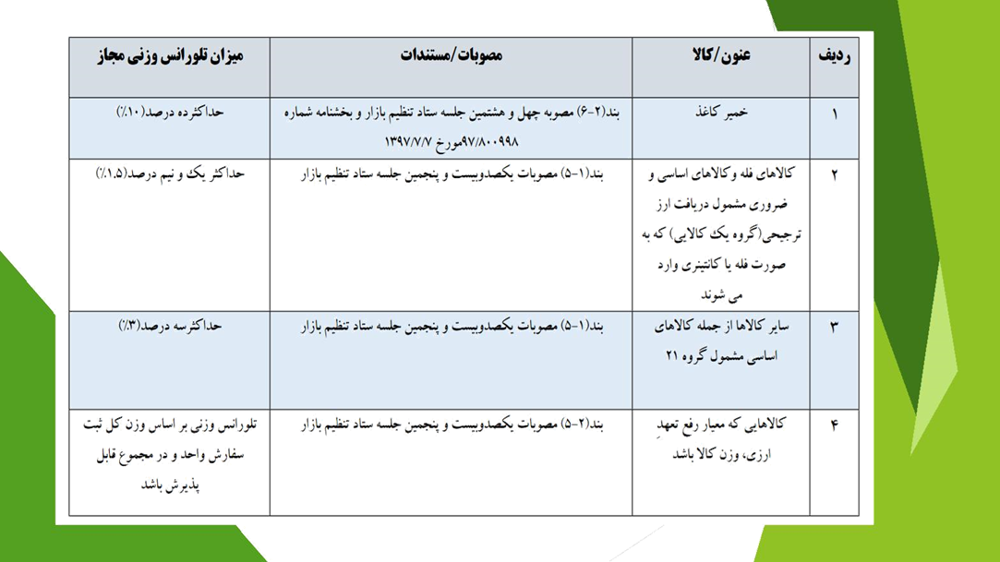 ردیف
عنون/کالا
مصوبات/مستندات
میزان تلورانس وزنی مجاز
۱
خمیر کاغذ
بند(۲-۶) مصوبه چهل و هشتمین جلسه ستاد تنظیم بازار و بخشنامه شماره
۹۷/۸۰۰۹۹۸مورخ ۱۳۹۷/۷/۷
حداکثرده درصد(۱۰٪)
۲
کالاهای فله وکالاهای اساسی و
ضروری مشمول دریافت ارز
ترجیحی(گروه یک کالایی) که به
صورت فله یا کانتینری وارد
می شوند
بند(۱-۵) مصوبات یکصدوبیست و پنجمین جلسه ستاد تنظیم بازار
حداکثر یک و نیم درصد(۱.۵٪)
۳
سایر کالاها از جمله کالاهای
اساسی مشمول گروه ۲۱
بند(۱-۵) مصوبات یکصدوبیست و پنجمین جلسه ستاد تنظیم بازار
حداکثرسه درصد(۳٪)
۴
کالاهایی که معیار رفع تعهدِ
ارزی، وزن کالا باشد
بند(۲-۵) مصوبات یکصدوبیست و پنجمین جلسه ستاد تنظیم بازار
تلورانس وزنی بر اساس وزن کل ثبت
سفارش واحد و در مجموع قابل
پذیرش باشد